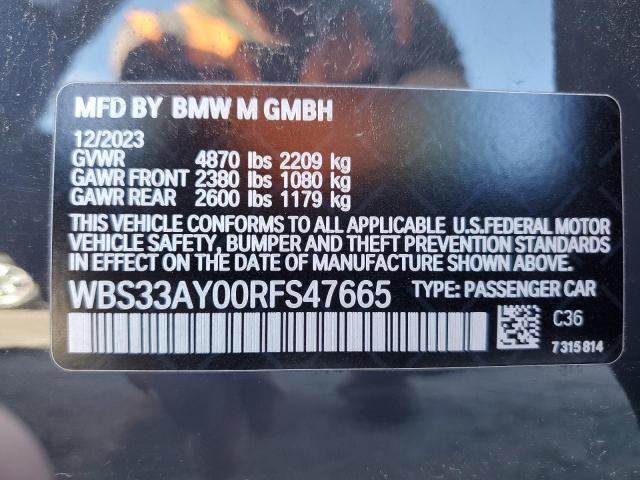 MFD BY BMW M GMBH
12/2023
GVWR 4870 lbs 2209 kg
GAWR FRONT 2380 lbs 1080 kg
GAWR REAR 2600 lbs 1179 kg
THIS VEHICLE CONFORMS TO ALL APPLICABLE U.S.FEDERAL MOTOR
VEHICLE SAFETY, BUMPER AND THEFT PREVENTION STANDARDS
IN EFFECT ON THE DATE OF MANUFACTURE SHOWN ABOVE.
WBS33AY00RFS47665 TYPE: PASSENGER CAR
C36
7315814